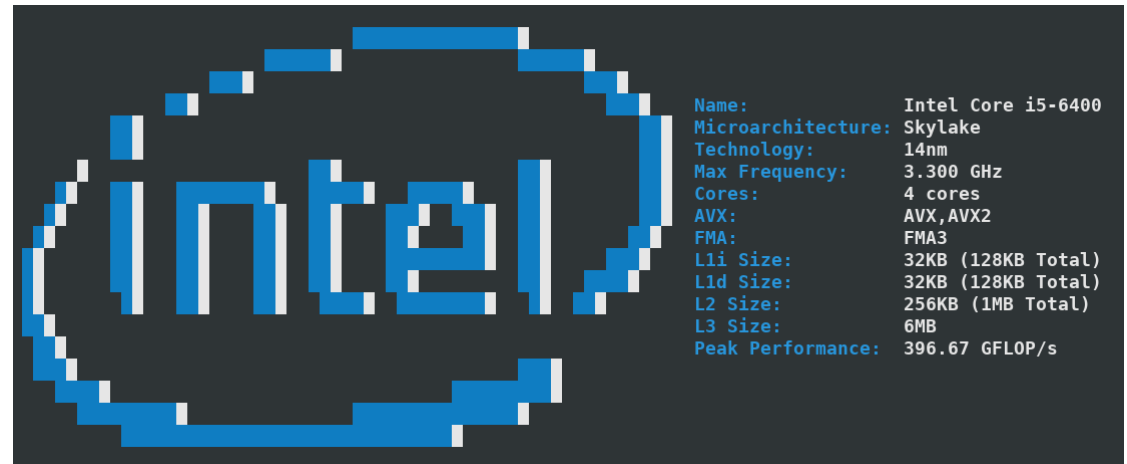 intel
Name: Intel Core i5-6400
Microarchitecture: Skylake
Technology: 14nm
Max Frequency: 3.300 GHz
Cores: 4 cores
AVX: AVX,AVX2
FMA: FMA3
L1i Size: 32KB (128KB Total)
L1d Size: 32KB (128KB Total)
L2 Size: 256KB (1MB Total)
L3 Size: 6MB
Peak Performance: 396.67 GFLOP/s